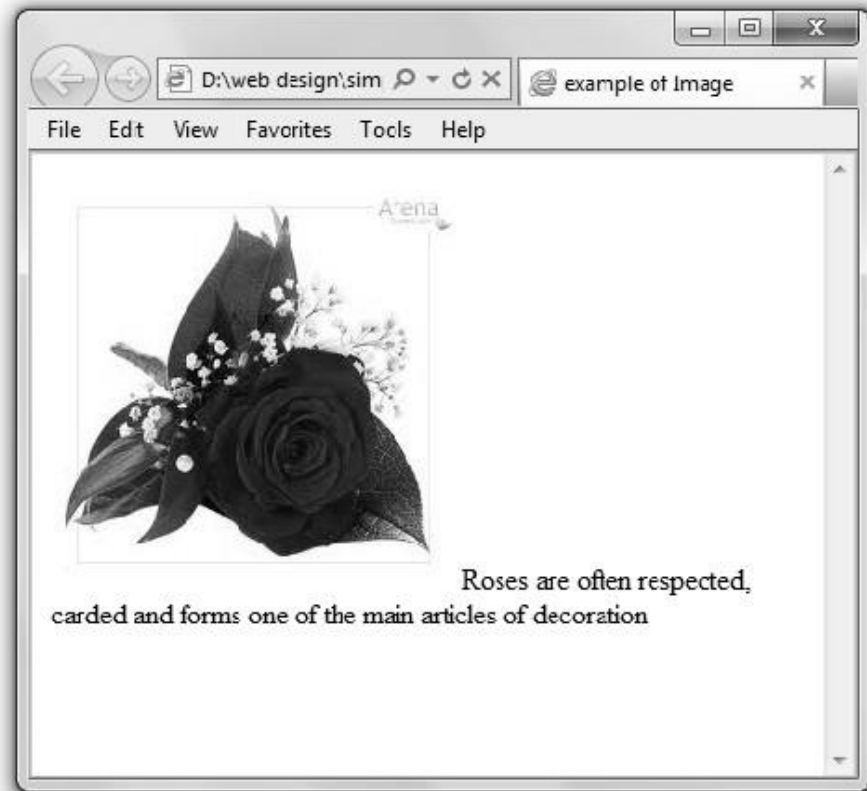 D:\web design\sim
example of Image
File Edit View Favorites Tools Help
Arena
Roses are often respected,
carded and forms one of the main articles of decoration